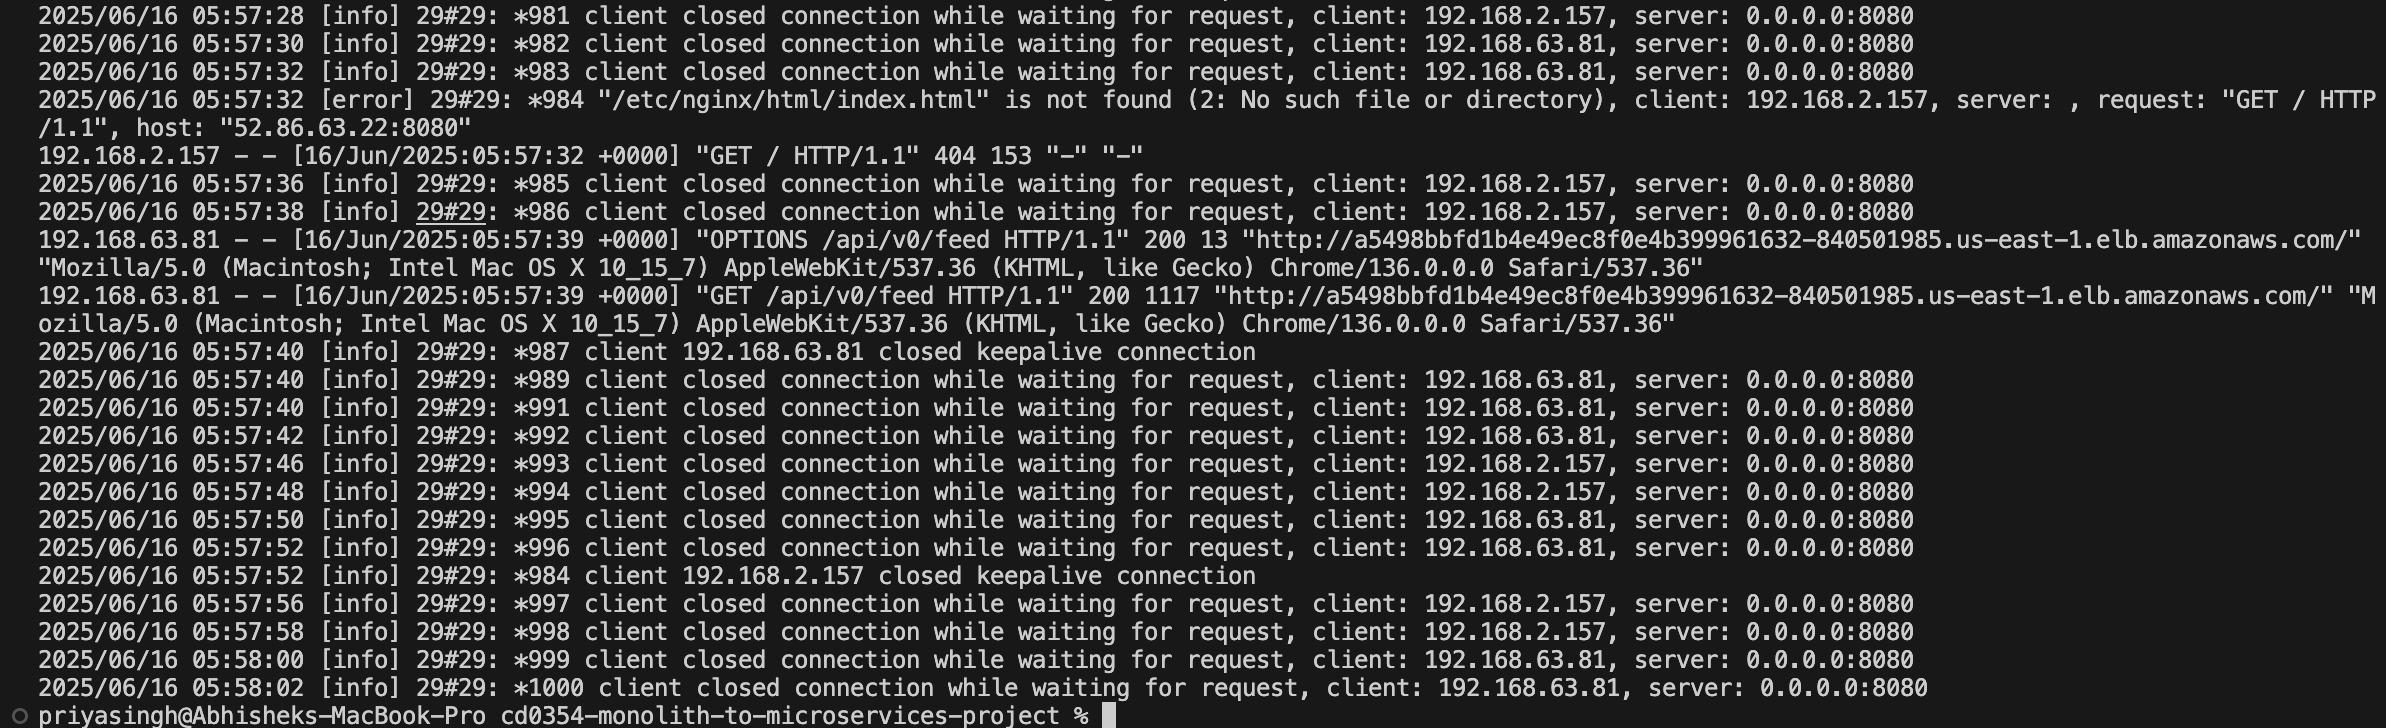 2025/06/16 05:57:28 [info] 29#29: *981 client closed connection while waiting for request, client: 192.168.2.157, server: 0.0.0.0:8080
2025/06/16 05:57:30 [info] 29#29: *982 client closed connection while waiting for request, client: 192.168.63.81, server: 0.0.0.0:8080
2025/06/16 05:57:32 [info] 29#29: *983 client closed connection while waiting for request, client: 192.168.63.81, server: 0.0.0.0:8080
2025/06/16 05:57:32 [error] 29#29: *984 "/etc/nginx/html/index.html" is not found (2: No such file or directory), client: 192.168.2.157, server: , request: "GET / HTTP
/1.1", host: "52.86.63.22:8080"
192.168.2.157 - - [16/Jun/2025:05:57:32 +0000] "GET / HTTP/1.1" 404 153 "-" "-"
2025/06/16 05:57:36 [info] 29#29: *985 client closed connection while waiting for request, client: 192.168.2.157, server: 0.0.0.0:8080
2025/06/16 05:57:38 [info] 29#29: *986 client closed connection while waiting for request, client: 192.168.2.157, server: 0.0.0.0:8080
192.168.63.81 - - [16/Jun/2025:05:57:39 +0000] "OPTIONS /api/v0/feed HTTP/1.1" 200 13 "http://a5498bbfd1b4e49ec8f0e4b399961632-840501985.us-east-1.elb.amazonaws.com/"
"Mozilla/5.0 (Macintosh; Intel Mac OS X 10_15_7) AppleWebKit/537.36 (KHTML, like Gecko) Chrome/136.0.0.0 Safari/537.36"
192.168.63.81 - - [16/Jun/2025:05:57:39 +0000] "GET /api/v0/feed HTTP/1.1" 200 1117 "http://a5498bbfd1b4e49ec8f0e4b399961632-840501985.us-east-1.elb.amazonaws.com/" "M
ozilla/5.0 (Macintosh; Intel Mac OS X 10_15_7) AppleWebKit/537.36 (KHTML, like Gecko) Chrome/136.0.0.0 Safari/537.36"
2025/06/16 05:57:40 [info] 29#29: *987 client 192.168.63.81 closed keepalive connection
2025/06/16 05:57:40 [info] 29#29: *989 client closed connection while waiting for request, client: 192.168.63.81, server: 0.0.0.0:8080
2025/06/16 05:57:40 [info] 29#29: *991 client closed connection while waiting for request, client: 192.168.63.81, server: 0.0.0.0:8080
2025/06/16 05:57:42 [info] 29#29: *992 client closed connection while waiting for request, client: 192.168.63.81, server: 0.0.0.0:8080
2025/06/16 05:57:46 [info] 29#29: *993 client closed connection while waiting for request, client: 192.168.2.157, server: 0.0.0.0:8080
2025/06/16 05:57:48 [info] 29#29: *994 client closed connection while waiting for request, client: 192.168.2.157, server: 0.0.0.0:8080
2025/06/16 05:57:50 [info] 29#29: *995 client closed connection while waiting for request, client: 192.168.63.81, server: 0.0.0.0:8080
2025/06/16 05:57:52 [info] 29#29: *996 client closed connection while waiting for request, client: 192.168.63.81, server: 0.0.0.0:8080
2025/06/16 05:57:52 [info] 29#29: *984 client 192.168.2.157 closed keepalive connection
2025/06/16 05:57:56 [info] 29#29: *997 client closed connection while waiting for request, client: 192.168.2.157, server: 0.0.0.0:8080
2025/06/16 05:57:58 [info] 29#29: *998 client closed connection while waiting for request, client: 192.168.2.157, server: 0.0.0.0:8080
2025/06/16 05:58:00 [info] 29#29: *999 client closed connection while waiting for request, client: 192.168.63.81, server: 0.0.0.0:8080
2025/06/16 05:58:02 [info] 29#29: *1000 client closed connection while waiting for request, client: 192.168.63.81, server: 0.0.0.0:8080
priyasingh@Abhisheks-MacBook-Pro cd0354-monolith-to-microservices-project %